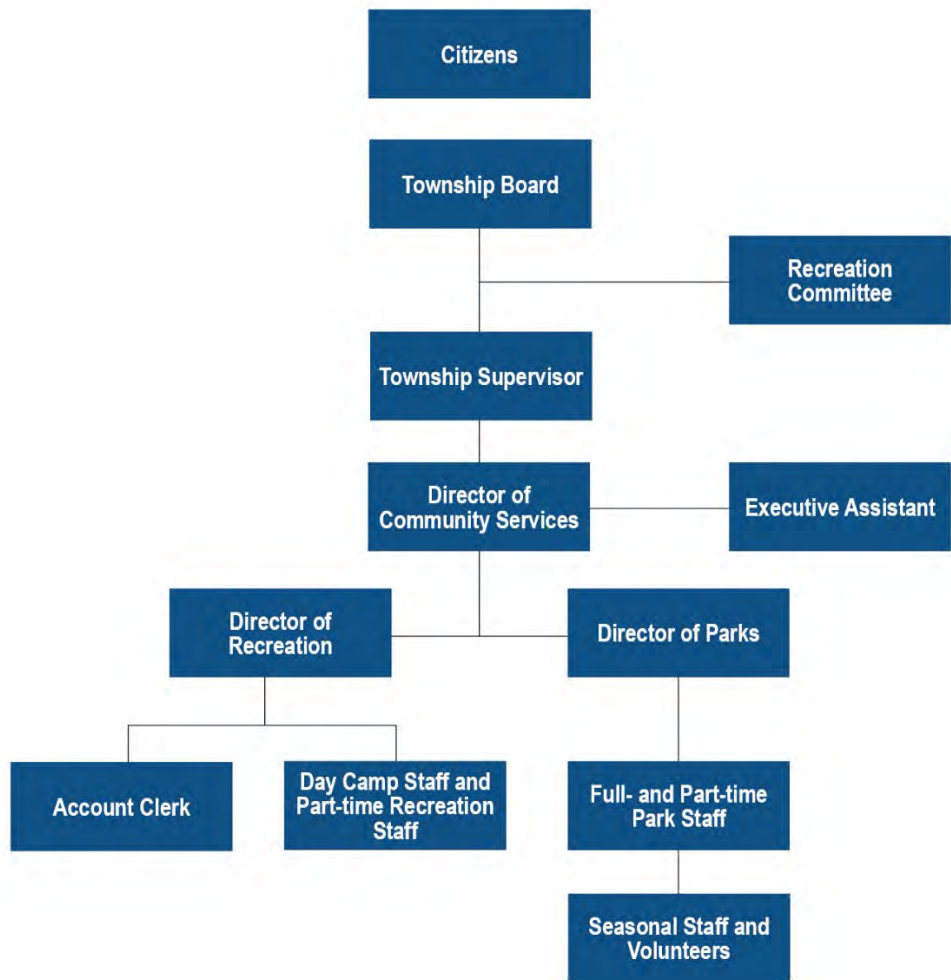 Citizens
Township Board
Recreation
Committee
Township Supervisor
Director of
Community Services
Executive Assistant
Director of
Recreation
Director of Parks
Account Clerk
Day Camp Staff and
Part-time Recreation
Staff
Full- and Part-time
Park Staff
Seasonal Staff and
Volunteers